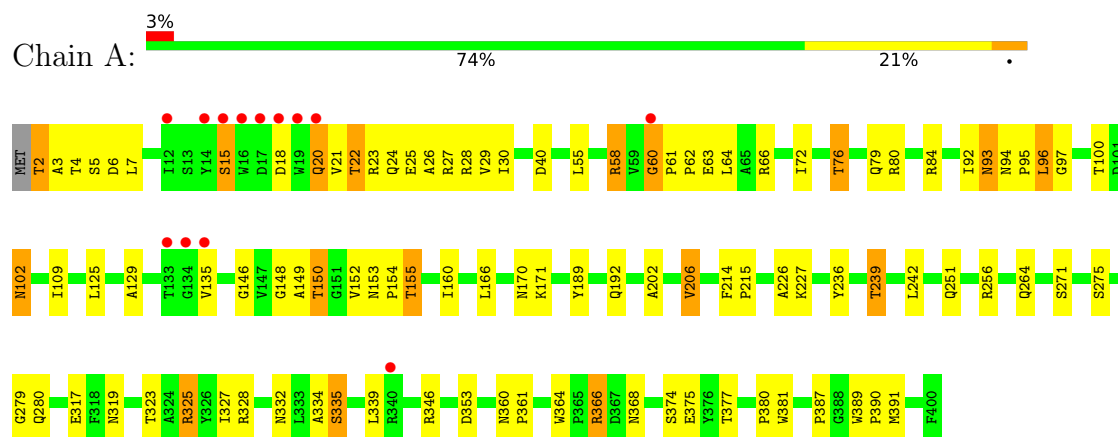 3%
Chain A:
74% 21% •
MET T2 A3 T4 S5 D6 L7 I12 S13 Y14 S15 W16 D17 D18 W19 Q20 V21 T22 R23 Q24 E25 A26 R27 R28 V29 I30 D40 L55 R58 V59 G60 P61 P62 E63 L64 A65 R66 I72 T76 Q79 R80 R84 I92 N93 N94 P95 L96 G97 T100 D101
N102 I109 L125 A129 T133 G134 V135 G146 V147 G148 A149 T150 G151 V152 N153 P154 T155 I160 L166 N170 K171 Y189 Q192 A202 V206 F214 P215 A226 K227 Y236 T239 L242 Q251 R256 Q264 S271 S275
G279 Q280 E317 F318 N319 T323 A324 R325 Y326 I327 R328 N332 L333 A334 S335 L339 R340 R346 D353 N360 P361 W364 P365 R366 D367 N368 S374 E375 Y376 T377 P380 W381 P387 G388 W389 P390 M391 F400